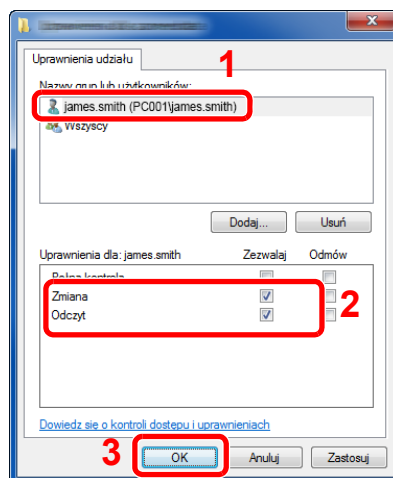 Uprawnienia udziału
1
Nazwy grup lub użytkowników:
james.smith (PC001\james.smith)
Wszyscy
Dodaj... Usuń
Uprawnienia dla: james.smith Zezwalaj Odmów
Pełna kontrola
Zmiana
Odczyt
2
Dowiedz się o kontroli dostępu i uprawnieniach
3
OK Anuluj Zastosuj